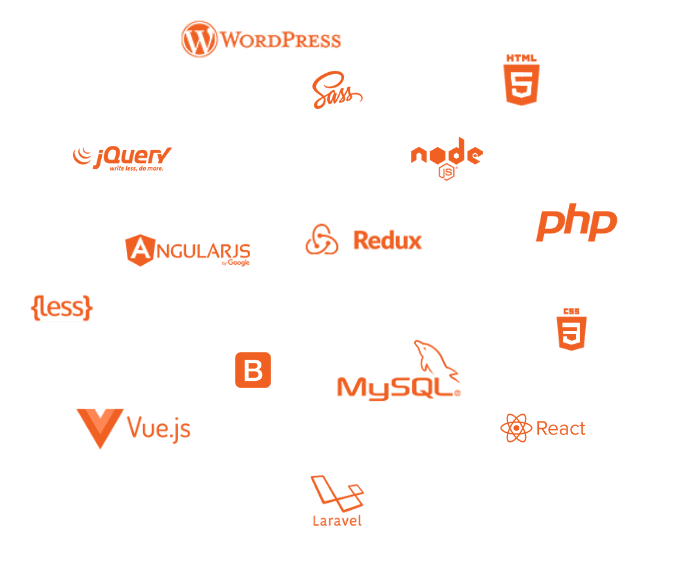 WORDPRESS
HTML
5
Sass
jQuery
write less, do more.
node
JS
php
ANGULARJS
by Google
Redux
{less}
CSS
3
B
MySQL®
Vue.js
React
Laravel